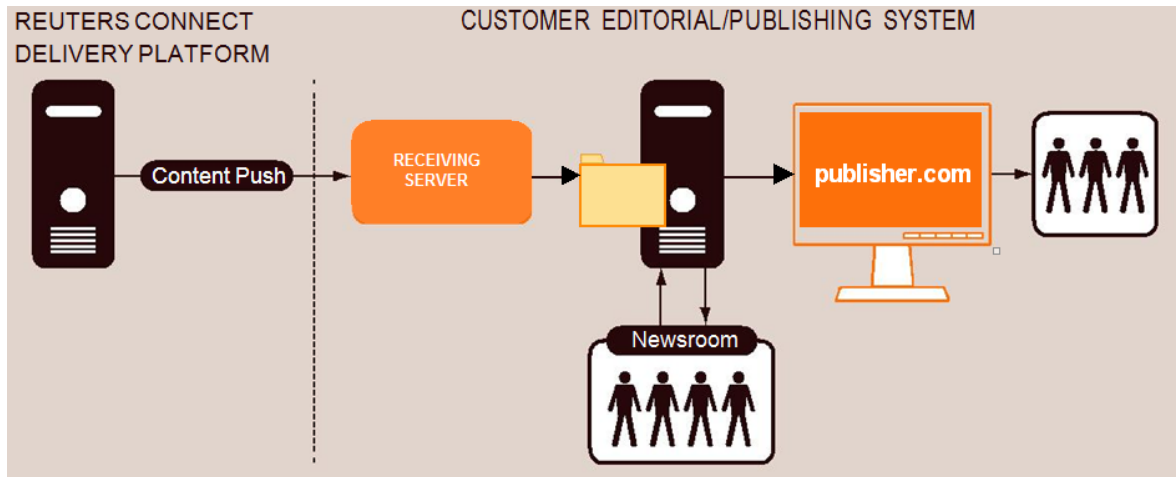 REUTERS CONNECT
DELIVERY PLATFORM
CUSTOMER EDITORIAL/PUBLISHING SYSTEM
Content Push
RECEIVING
SERVER
publisher.com
Newsroom